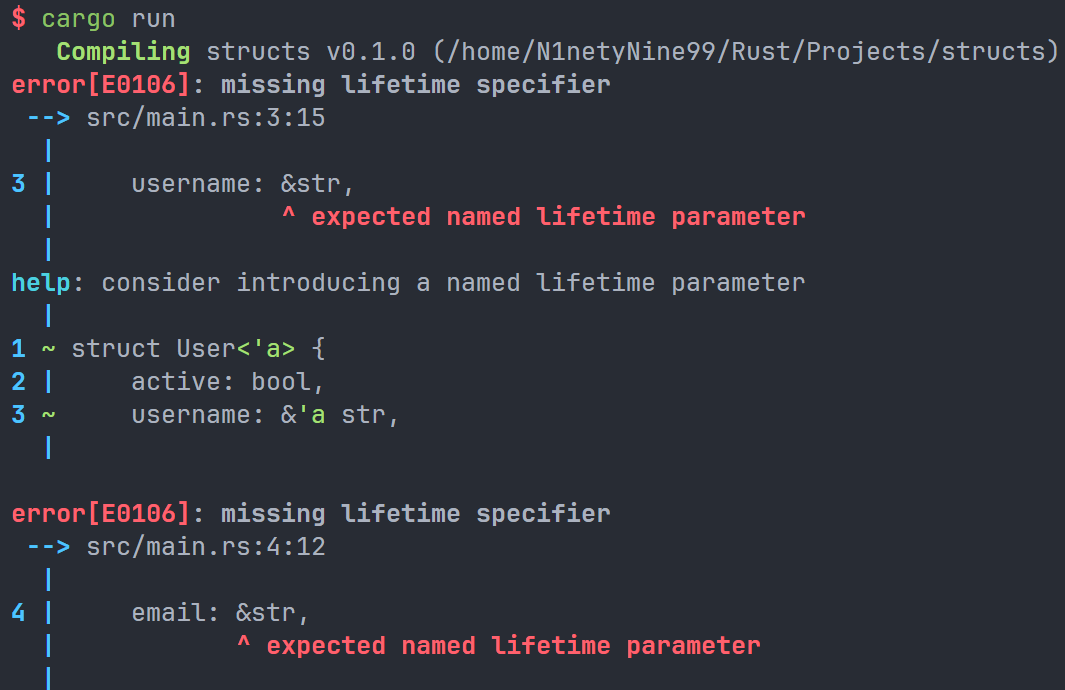 $ cargo run
   Compiling structs v0.1.0 (/home/N1netyNine99/Rust/Projects/structs)
error[E0106]: missing lifetime specifier
 --> src/main.rs:3:15
  |
3 |     username: &str,
  |               ^ expected named lifetime parameter
  |
help: consider introducing a named lifetime parameter
  |
1 ~ struct User<'a> {
2 |     active: bool,
3 ~     username: &'a str,
  |

error[E0106]: missing lifetime specifier
 --> src/main.rs:4:12
  |
4 |     email: &str,
  |            ^ expected named lifetime parameter
  |